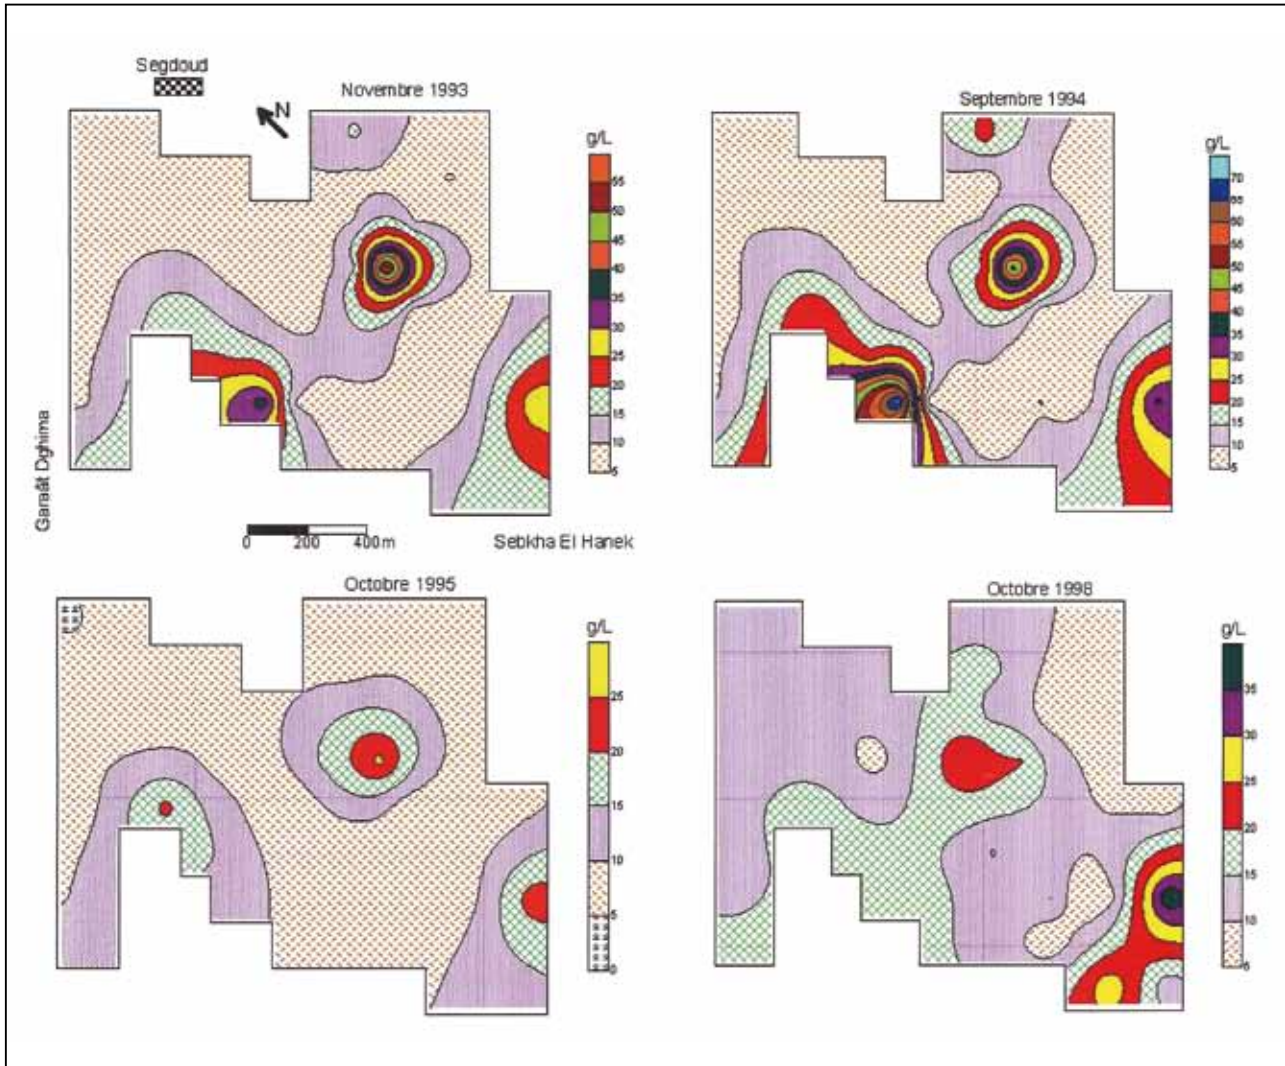 Segdoud
N
Novembre 1993
g/L
55
50
45
40
35
30
25
20
15
10
5
Septembre 1994
g/L
70
65
60
55
50
45
40
35
30
25
20
15
10
5
Garaât Dghima
0 200 400m
Sebkha El Hanek
Octobre 1995
g/L
25
20
15
10
5
0
Octobre 1998
g/L
35
30
25
20
15
10
5